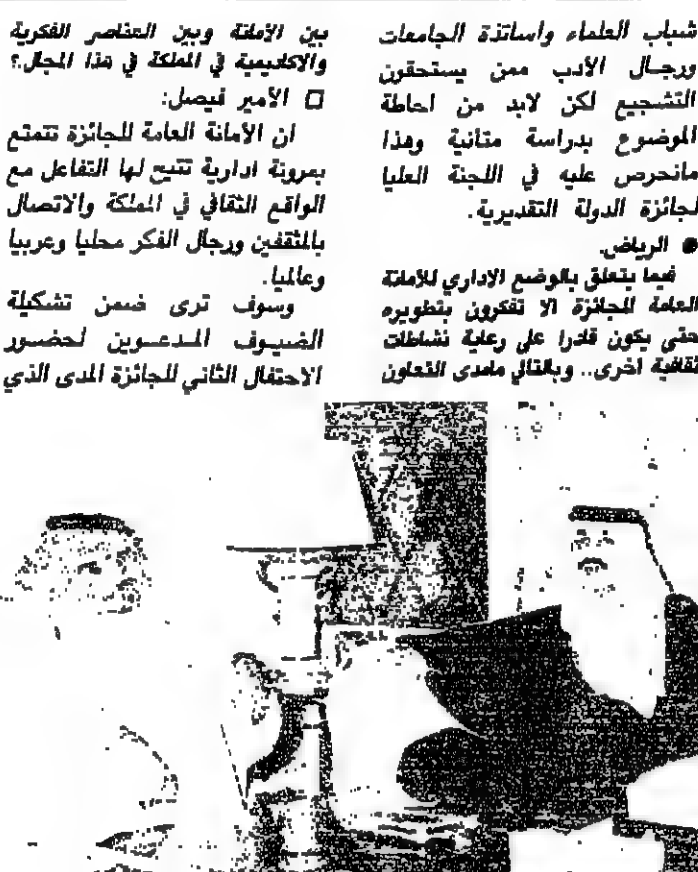 شباب العلماء واساتذة الجامعات
ورجال الأدب ممن يستحقون
التشجيع لكن لابد من احاطة
الموضوع بدراسة متأنية وهذا
مانحرص عليه في اللجنة العليا
لجائزة الدولة التقديرية.
● الرياض.
فيما يتعلق بالوضع الاداري للأمانة
العامة للجائزة الا تفكرون بتطويره
حتى يكون قادرا على رعاية نشاطات
ثقافية اخرى.. وبالتالي مامدى التعاون
بين الأمانة وبين العناصر الفكرية
والاكاديمية في المملكة في هذا المجال؟
□ الأمير فيصل:
ان الأمانة العامة للجائزة تتمتع
بمرونة ادارية تتيح لها التفاعل مع
الواقع الثقافي في المملكة والاتصال
بالمثقفين ورجال الفكر محليا وعربيا
وعالميا.
وسوف ترى ضمن تشكيلة
الضيوف المدعوين لحضور
الاحتفال الثاني للجائزة المدى الذي